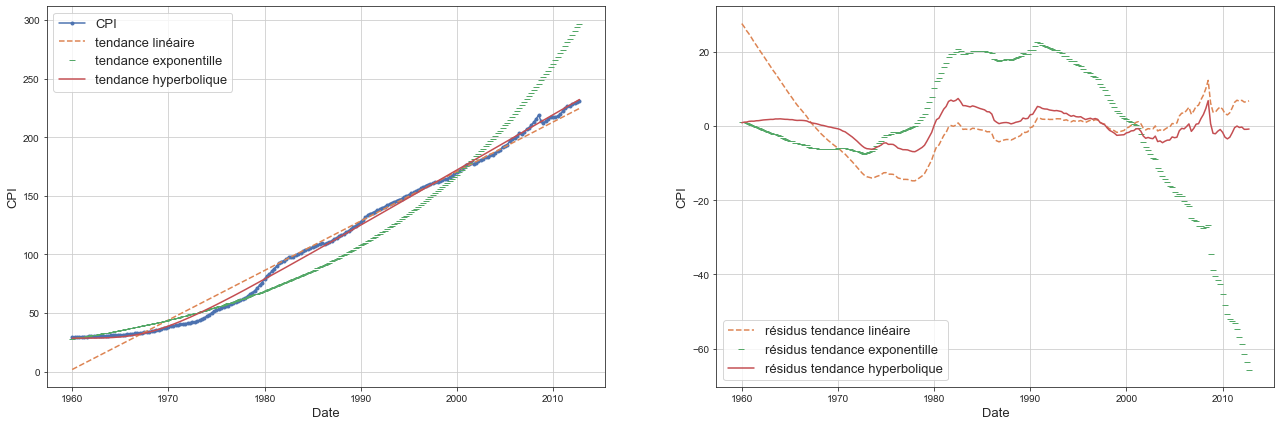 CPI
tendance linéaire
tendance exponentille
tendance hyperbolique
300
250
200
150
100
50
0
CPI
1960
1970
1980
1990
2000
2010
Date
20
0
−20
−40
−60
CPI
résidus tendance linéaire
résidus tendance exponentille
résidus tendance hyperbolique
1960
1970
1980
1990
2000
2010
Date